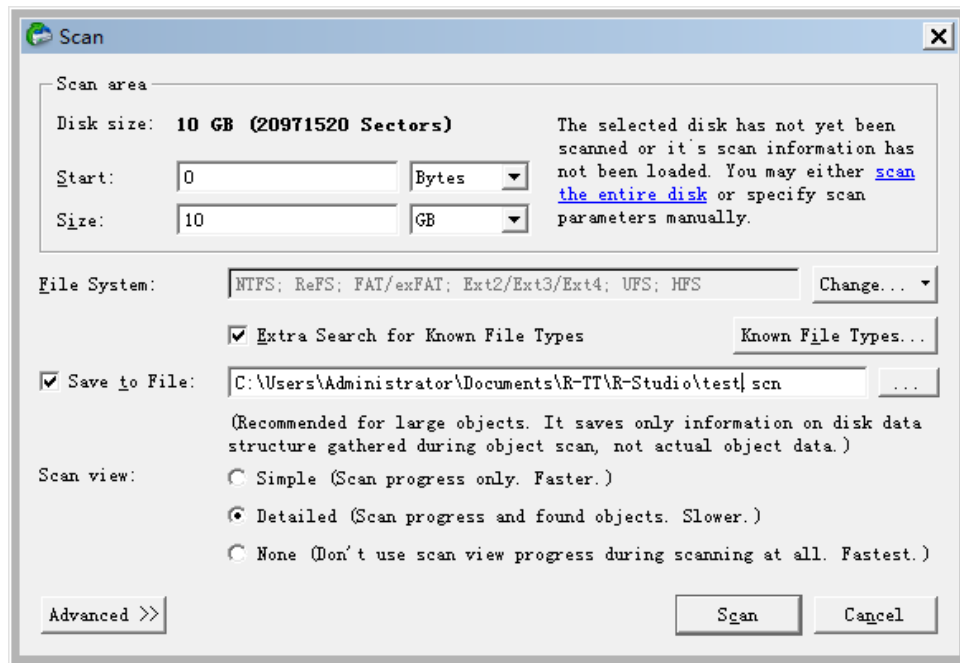 Scan
Scan area
Disk size: 10 GB (20971520 Sectors)
Start: 0 Bytes
Size: 10 GB
The selected disk has not yet been
scanned or it's scan information has
not been loaded. You may either scan
the entire disk or specify scan
parameters manually.
File System: NTFS; ReFS; FAT/exFAT; Ext2/Ext3/Ext4; UFS; HFS Change...
Extra Search for Known File Types Known File Types...
Save to File: C:\Users\Administrator\Documents\R-TT\R-Studio\test.scn ...
(Recommended for large objects. It saves only information on disk data
structure gathered during object scan, not actual object data.)
Scan view: Simple (Scan progress only. Faster.)
Detailed (Scan progress and found objects. Slower.)
None (Don't use scan view progress during scanning at all. Fastest.)
Advanced >> Scan Cancel